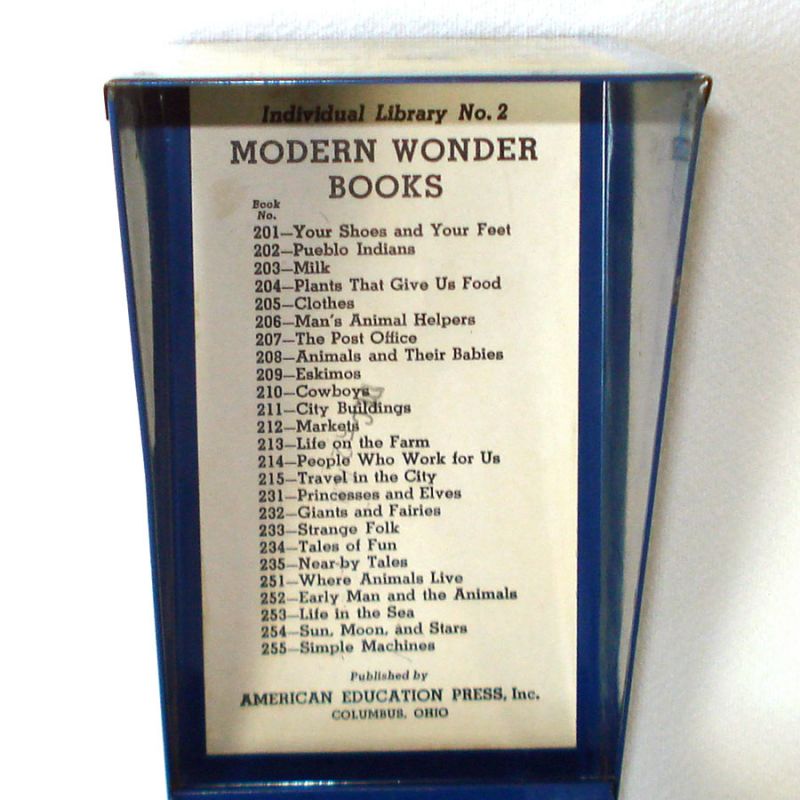 Individual Library No. 2
MODERN WONDER
BOOKS
Book
No.
201—Your Shoes and Your Feet
202—Pueblo Indians
203—Milk
204—Plants That Give Us Food
205—Clothes
206—Man's Animal Helpers
207—The Post Office
208—Animals and Their Babies
209—Eskimos
210—Cowboys
211—City Buildings
212—Markets
213—Life on the Farm
214—People Who Work for Us
215—Travel in the City
231—Princesses and Elves
232—Giants and Fairies
233—Strange Folk
234—Tales of Fun
235—Near-by Tales
251—Where Animals Live
252—Early Man and the Animals
253—Life in the Sea
254—Sun, Moon, and Stars
255—Simple Machines
Published by
AMERICAN EDUCATION PRESS, Inc.
COLUMBUS, OHIO